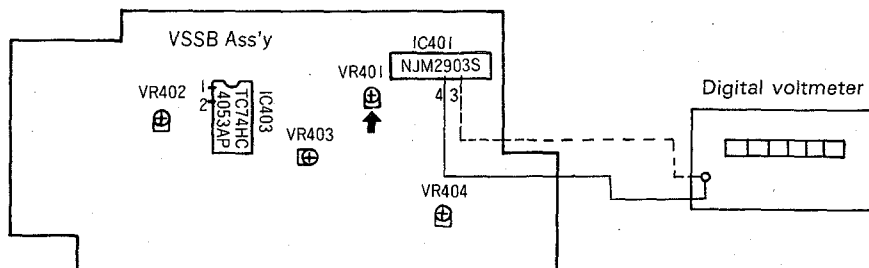 VSSB Ass'y
IC401
NJM2903S
VR401
4 3
VR402
1
2
TC74HC
4053AP
IC403
VR403
VR404
Digital voltmeter